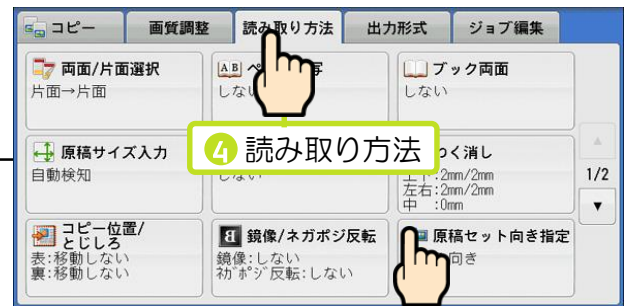 コピー
画質調整
読み取り方法
出力形式
ジョブ編集
両面/片面選択
片面→片面
ペ
写
しな
ブック両面
しない
原稿サイズ入力
自動検知
しない
4 読み取り方法
わく消し
上下:2mm/2mm
左右:2mm/2mm
中 :0mm
1/2
コピー位置/
とじしろ
表:移動しない
裏:移動しない
鏡像/ネガポジ反転
鏡像:しない
ネガポジ反転:しない
原稿セット向き指定
向き